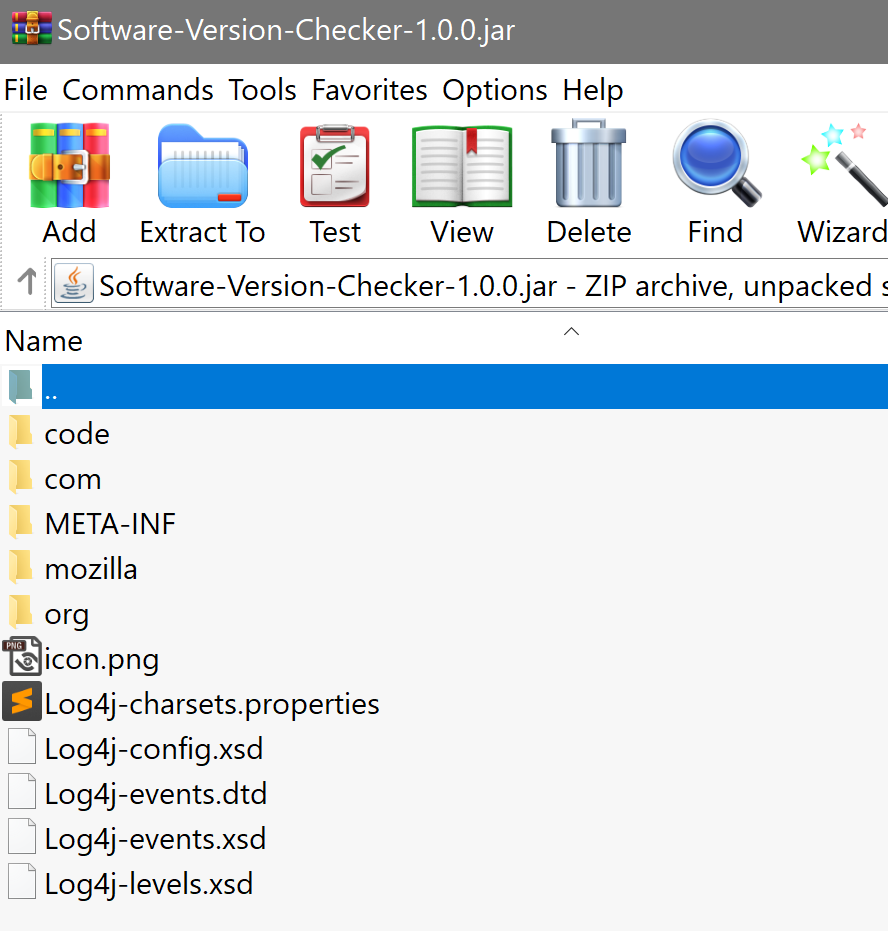 Software-Version-Checker-1.0.0.jar
File Commands Tools Favorites Options Help
Add Extract To Test View Delete Find Wizard
Software-Version-Checker-1.0.0.jar - ZIP archive, unpacked s
Name
..
code
com
META-INF
mozilla
org
PNG icon.png
Log4j-charsets.properties
Log4j-config.xsd
Log4j-events.dtd
Log4j-events.xsd
Log4j-levels.xsd